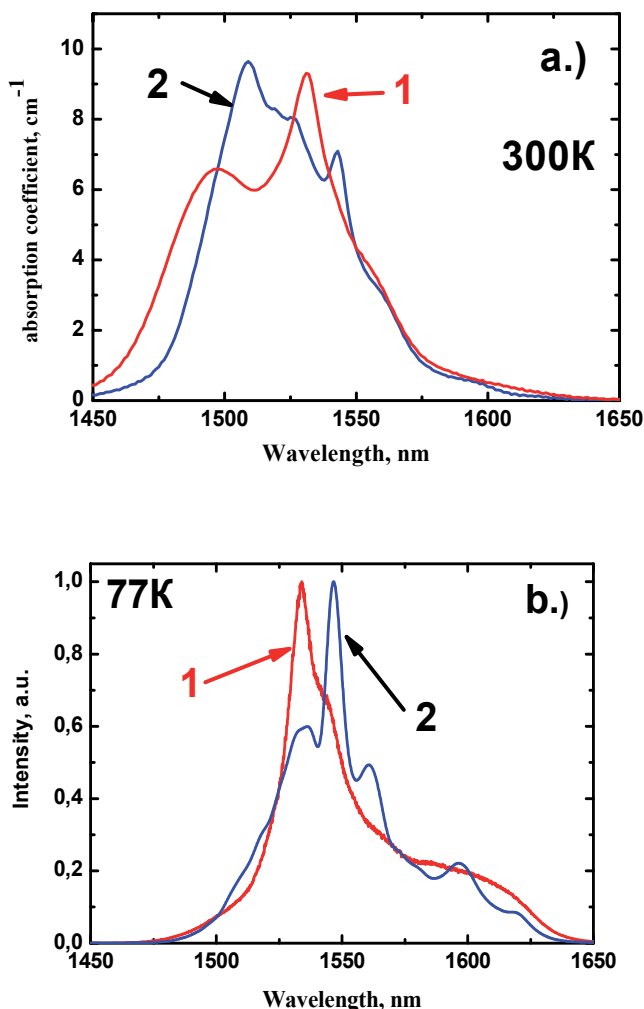 10
8
6
4
2
0
absorption coefficient, cm⁻¹
2
1
a.)
300K
1450 1500 1550 1600 1650
Wavelength, nm
1,0
0,8
0,6
0,4
0,2
0,0
Intensity, a.u.
77K
b.)
1
2
1450 1500 1550 1600 1650
Wavelength, nm